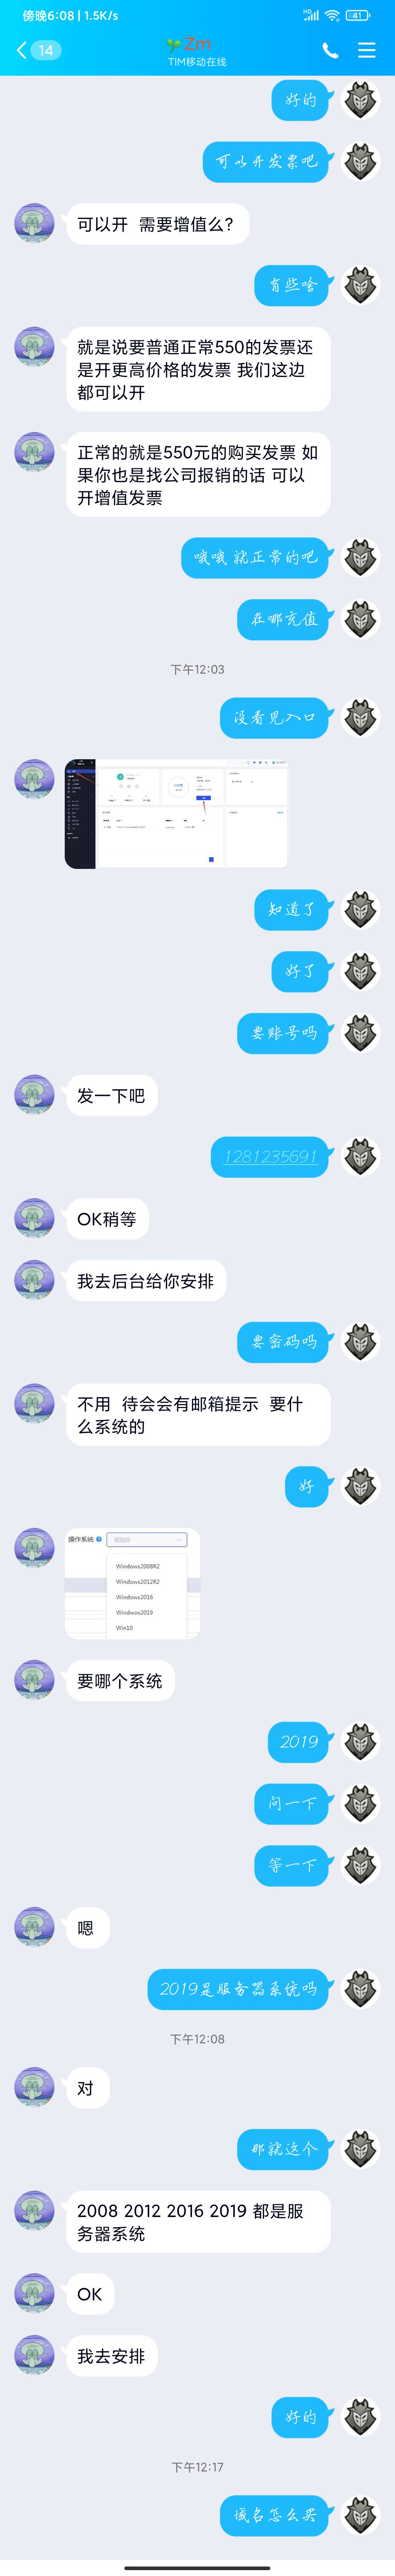 傍晚6:08 | 1.5K/s
HD
41
14
Zm
TIM移动在线
好的
可以开发票吧
可以开 需要增值么?
有些啥
就是说要普通正常550的发票还
是开更高价格的发票 我们这边
都可以开
正常的就是550元的购买发票 如
果你也是找公司报销的话 可以
开增值发票
哦哦 就正常的吧
在哪充值
下午12:03
没看见入口
知道了
好了
要账号吗
发一下吧
1281235691
OK稍等
我去后台给你安排
要密码吗
不用 待会会有邮箱提示 要什
么系统的
好
操作系统
请选择
Windows2008R2
Windows2012R2
Windows2016
Windwos2019
Win10
要哪个系统
2019
问一下
等一下
嗯
2019是服务器系统吗
下午12:08
对
那就这个
2008 2012 2016 2019 都是服
务器系统
OK
我去安排
好的
下午12:17
域名怎么买